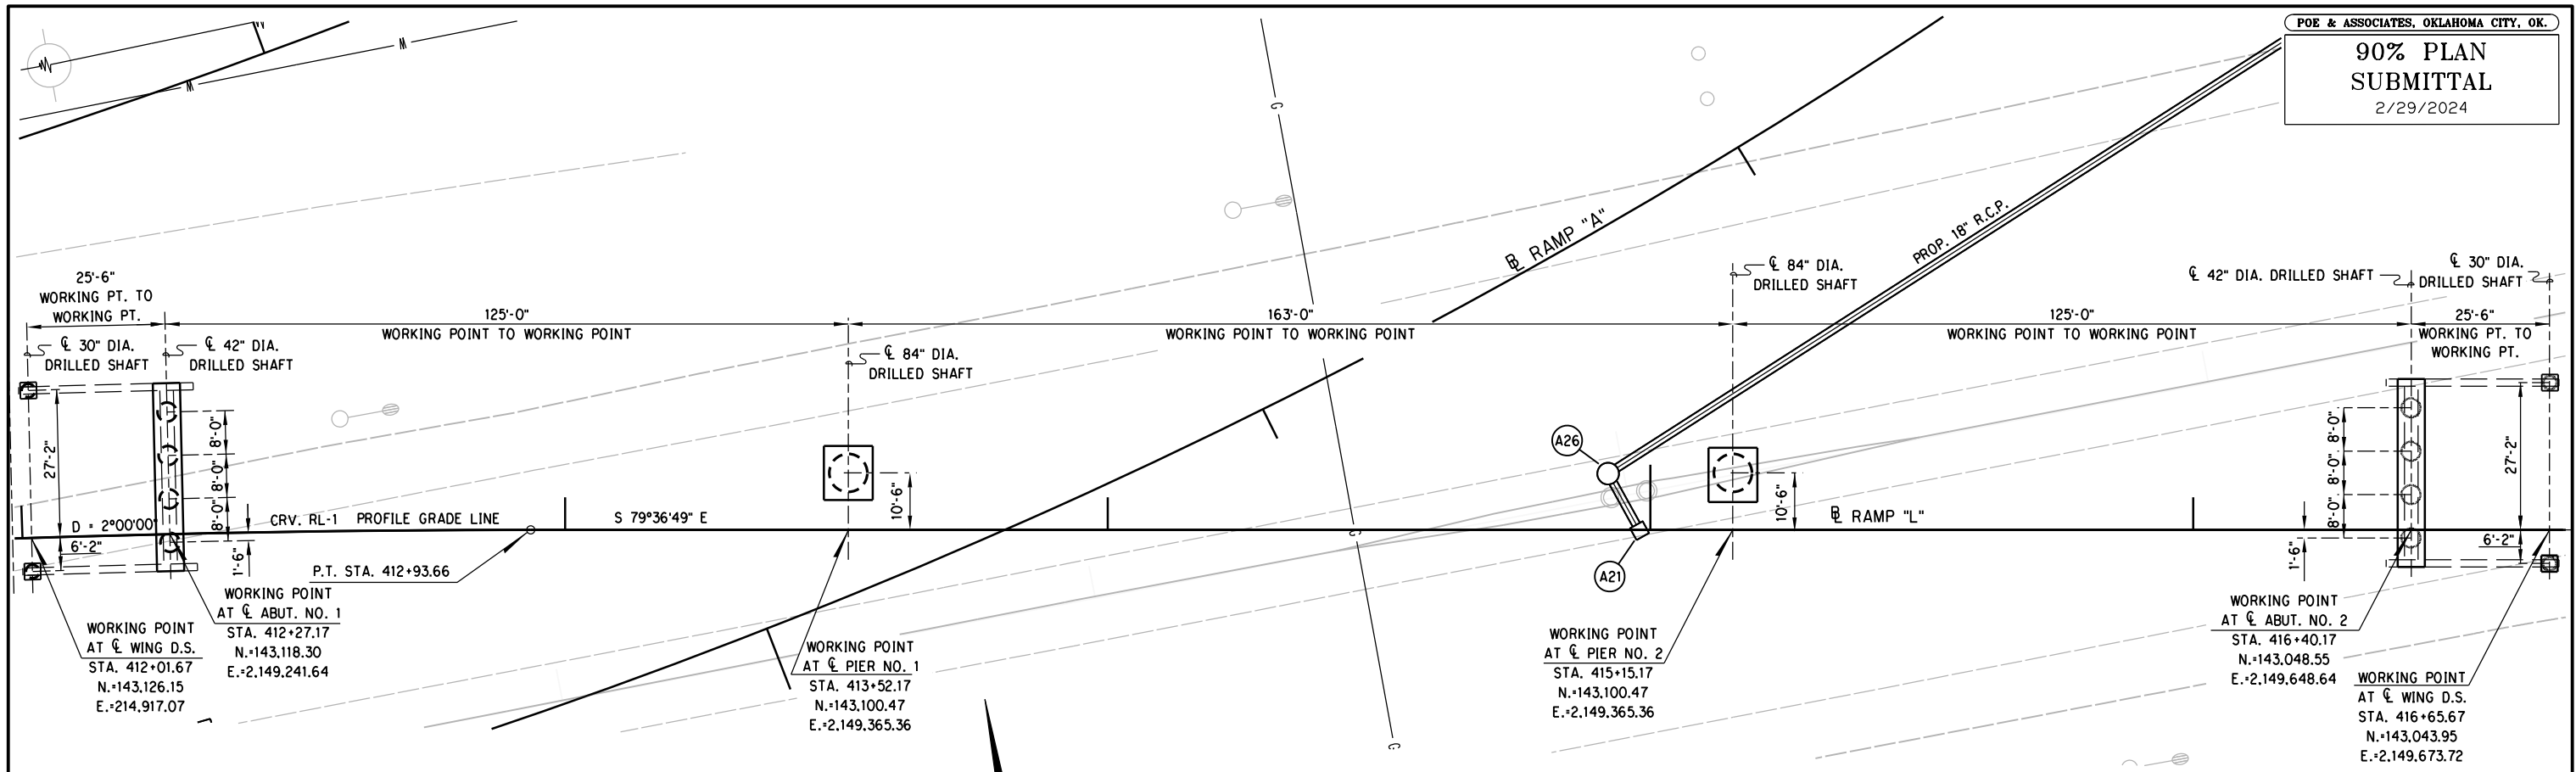 POE & ASSOCIATES, OKLAHOMA CITY, OK.
90% PLAN
SUBMITTAL
2/29/2024
W
M
M
G
℄ RAMP "A"
PROP. 18" R.C.P.
25'-6"
WORKING PT. TO
WORKING PT.
125'-0"
WORKING POINT TO WORKING POINT
163'-0"
WORKING POINT TO WORKING POINT
125'-0"
WORKING POINT TO WORKING POINT
25'-6"
WORKING PT. TO
WORKING PT.
℄ 30" DIA.
DRILLED SHAFT
℄ 42" DIA.
DRILLED SHAFT
℄ 84" DIA.
DRILLED SHAFT
℄ 84" DIA.
DRILLED SHAFT
℄ 42" DIA. DRILLED SHAFT
℄ 30" DIA.
DRILLED SHAFT
27'-2"
8'-0"
8'-0"
8'-0"
1'-6"
6'-2"
D = 2°00'00"
CRV. RL-1 PROFILE GRADE LINE
S 79°36'49" E
10'-6"
A26
A21
10'-6"
℄ RAMP "L"
8'-0"
8'-0"
8'-0"
1'-6"
27'-2"
6'-2"
P.T. STA. 412+93.66
WORKING POINT
AT ℄ WING D.S.
STA. 412+01.67
N.=143,126.15
E.=214,917.07
WORKING POINT
AT ℄ ABUT. NO. 1
STA. 412+27.17
N.=143,118.30
E.=2,149,241.64
WORKING POINT
AT ℄ PIER NO. 1
STA. 413+52.17
N.=143,100.47
E.=2,149,365.36
WORKING POINT
AT ℄ PIER NO. 2
STA. 415+15.17
N.=143,100.47
E.=2,149,365.36
WORKING POINT
AT ℄ ABUT. NO. 2
STA. 416+40.17
N.=143,048.55
E.=2,149,648.64
WORKING POINT
AT ℄ WING D.S.
STA. 416+65.67
N.=143,043.95
E.=2,149,673.72
G
G